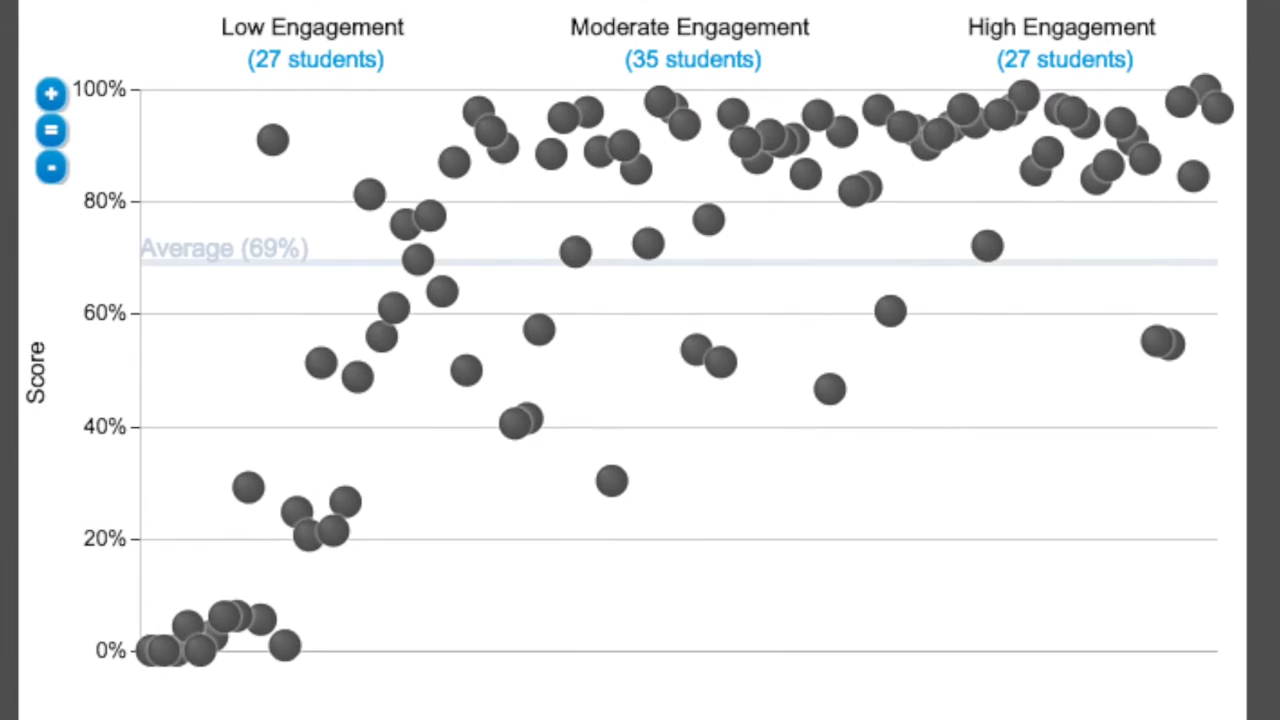 Low Engagement
(27 students)
Moderate Engagement
(35 students)
High Engagement
(27 students)
+
=
-
100%
80%
Average (69%)
60%
Score
40%
20%
0%